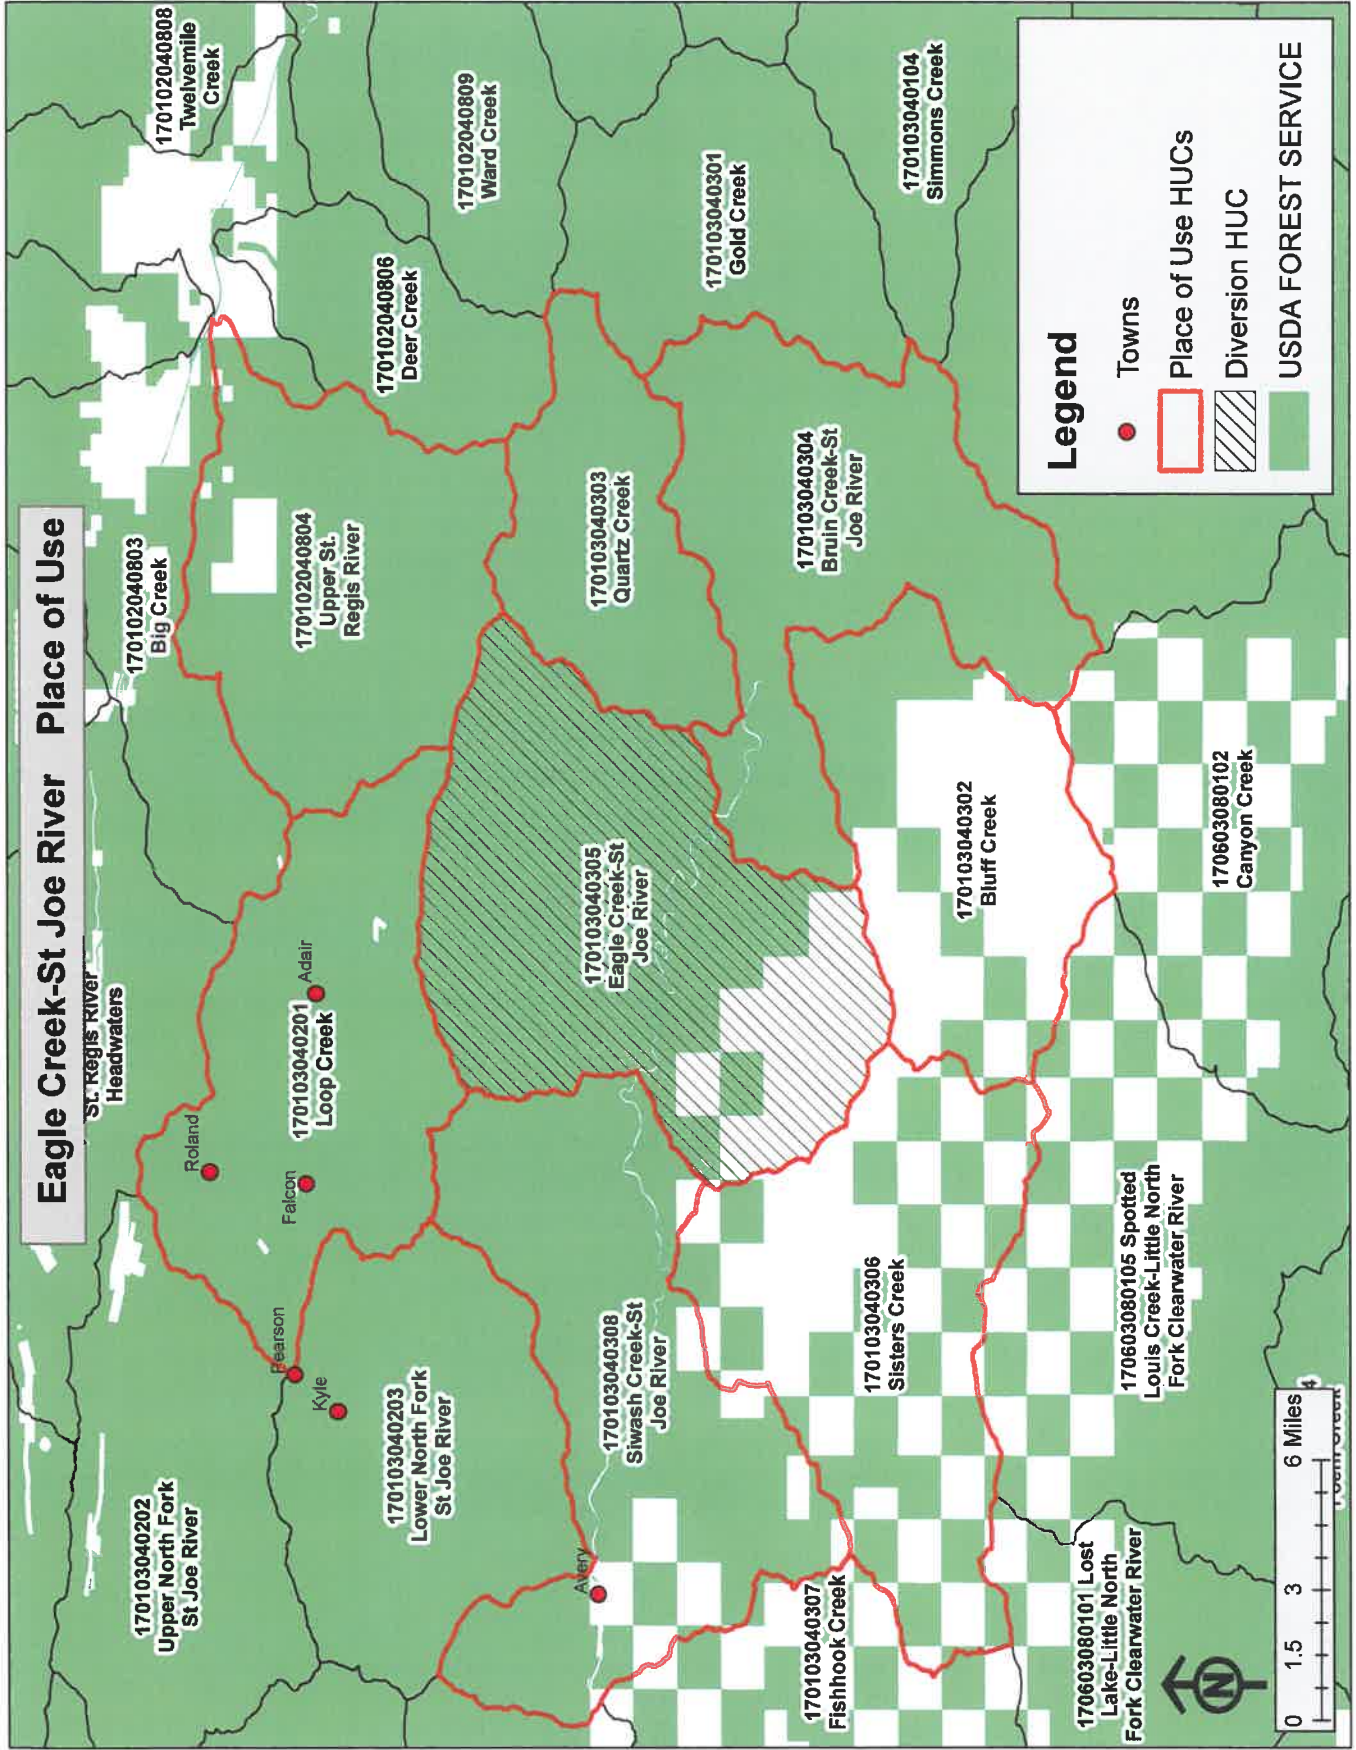 Eagle Creek-St Joe River Place of Use
St. Regis River
Headwaters
170102040803
Big Creek
170102040808
Twelvemile
Creek
170103040202
Upper North Fork
St Joe River
Pearson
Kyle
Roland
Falcon
Adair
170103040201
Loop Creek
170102040804
Upper St.
Regis River
170102040806
Deer Creek
170102040809
Ward Creek
170103040203
Lower North Fork
St Joe River
Avery
170103040308
Siwash Creek-St
Joe River
170103040305
Eagle Creek-St
Joe River
170103040303
Quartz Creek
170103040301
Gold Creek
170103040304
Bruin Creek-St
Joe River
170103040104
Simmons Creek
170103040307
Fishhook Creek
170103040306
Sisters Creek
170103040302
Bluff Creek
170603080101 Lost
Lake-Little North
Fork Clearwater River
170603080105 Spotted
Louis Creek-Little North
Fork Clearwater River
170603080102
Canyon Creek
Legend
Towns
Place of Use HUCs
Diversion HUC
USDA FOREST SERVICE
N
0 1.5 3 6 Miles
4